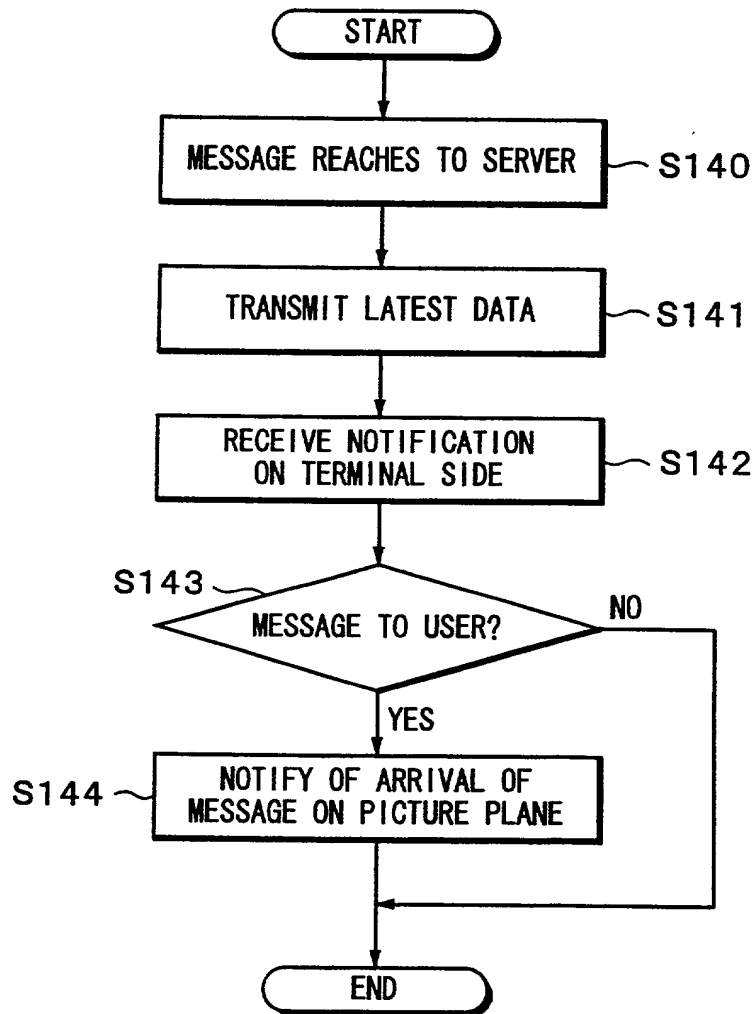 START
MESSAGE REACHES TO SERVER
S140
TRANSMIT LATEST DATA
S141
RECEIVE NOTIFICATION
ON TERMINAL SIDE
S142
S143
MESSAGE TO USER?
NO
YES
S144
NOTIFY OF ARRIVAL OF
MESSAGE ON PICTURE PLANE
END